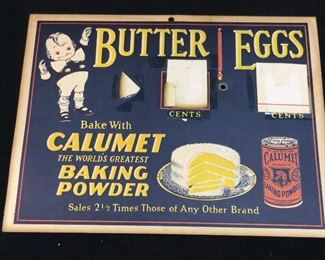 BUTTER EGGS
CENTS CENTS
Bake With
CALUMET
THE WORLD'S GREATEST
BAKING
POWDER
Sales 2½ Times Those of Any Other Brand
CALUMET
BAKING POWDER